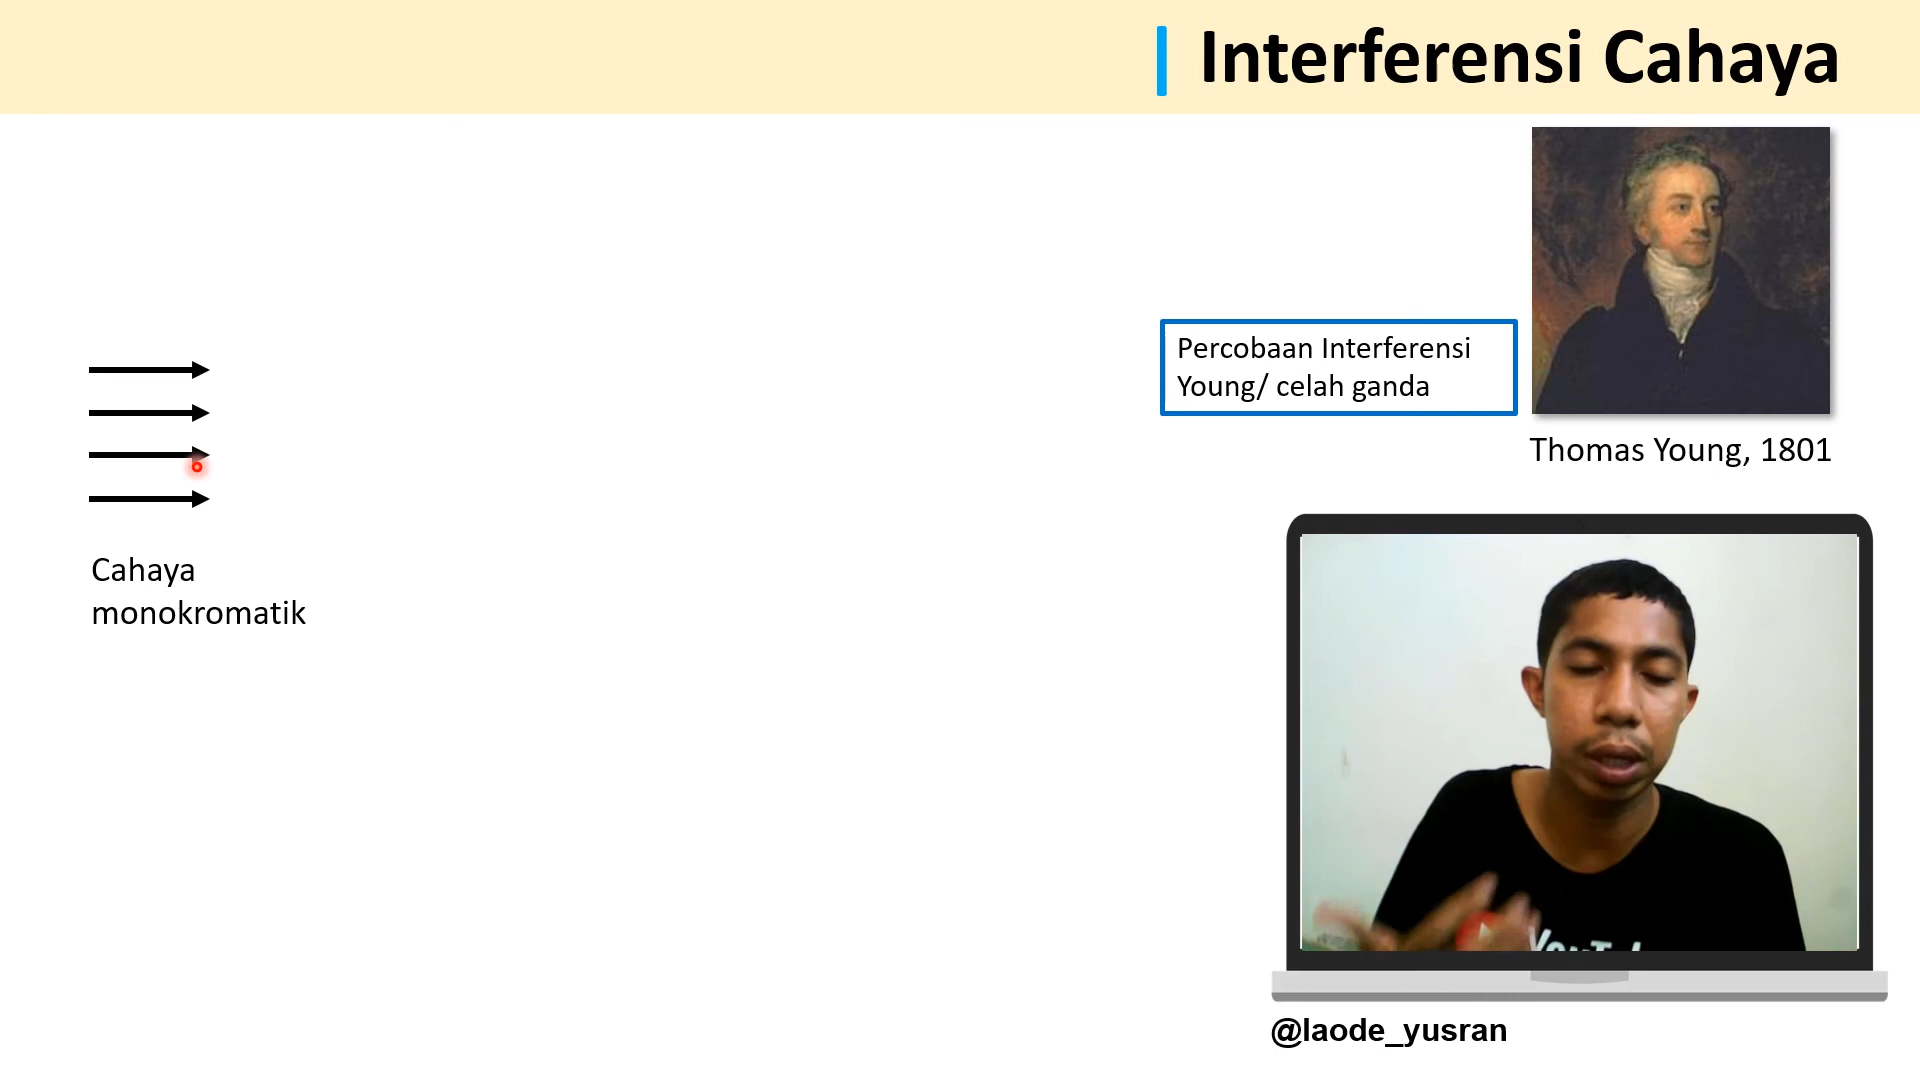 Interferensi Cahaya
Percobaan Interferensi
Young/ celah ganda
Thomas Young, 1801
Cahaya
monokromatik
@laode_yusran